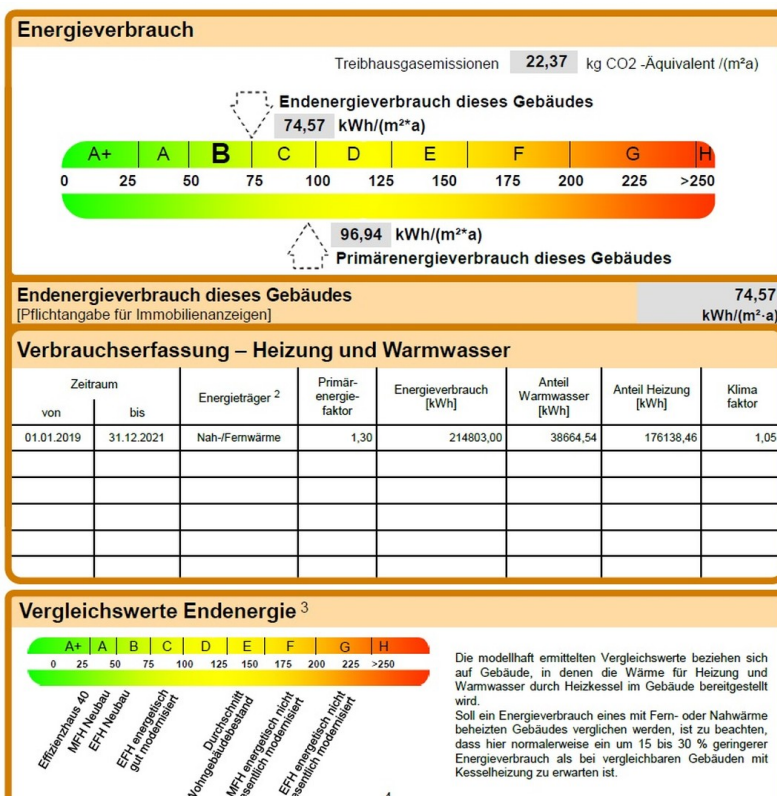 Energieverbrauch
Treibhausgasemissionen 22,37 kg CO2 -Äquivalent /(m²a)
Endenergieverbrauch dieses Gebäudes
74,57 kWh/(m²*a)
A+ A B C D E F G H
0 25 50 75 100 125 150 175 200 225 >250
96,94 kWh/(m²*a)
Primärenergieverbrauch dieses Gebäudes
Endenergieverbrauch dieses Gebäudes 74,57
[Pflichtangabe für Immobilienanzeigen] kWh/(m²·a)
Verbrauchserfassung – Heizung und Warmwasser
Zeitraum
von bis
Energieträger 2
Primär-
energie-
faktor
Energieverbrauch
[kWh]
Anteil
Warmwasser
[kWh]
Anteil Heizung
[kWh]
Klima
faktor
01.01.2019 31.12.2021 Nah-/Fernwärme 1,30 214803,00 38664,54 176138,46 1,05
Vergleichswerte Endenergie 3
A+ A B C D E F G H
0 25 50 75 100 125 150 175 200 225 >250
Effizienzhaus 40
MFH Neubau
EFH Neubau
EFH energetisch
gut modernisiert
Durchschnitt
Wohngebäudebestand
MFH energetisch nicht
esentlich modernisiert
EFH energetisch nicht
esentlich modernisiert
Die modellhaft ermittelten Vergleichswerte beziehen sich
auf Gebäude, in denen die Wärme für Heizung und
Warmwasser durch Heizkessel im Gebäude bereitgestellt
wird.
Soll ein Energieverbrauch eines mit Fern- oder Nahwärme
beheizten Gebäudes verglichen werden, ist zu beachten,
dass hier normalerweise ein um 15 bis 30 % geringerer
Energieverbrauch als bei vergleichbaren Gebäuden mit
Kesselheizung zu erwarten ist.